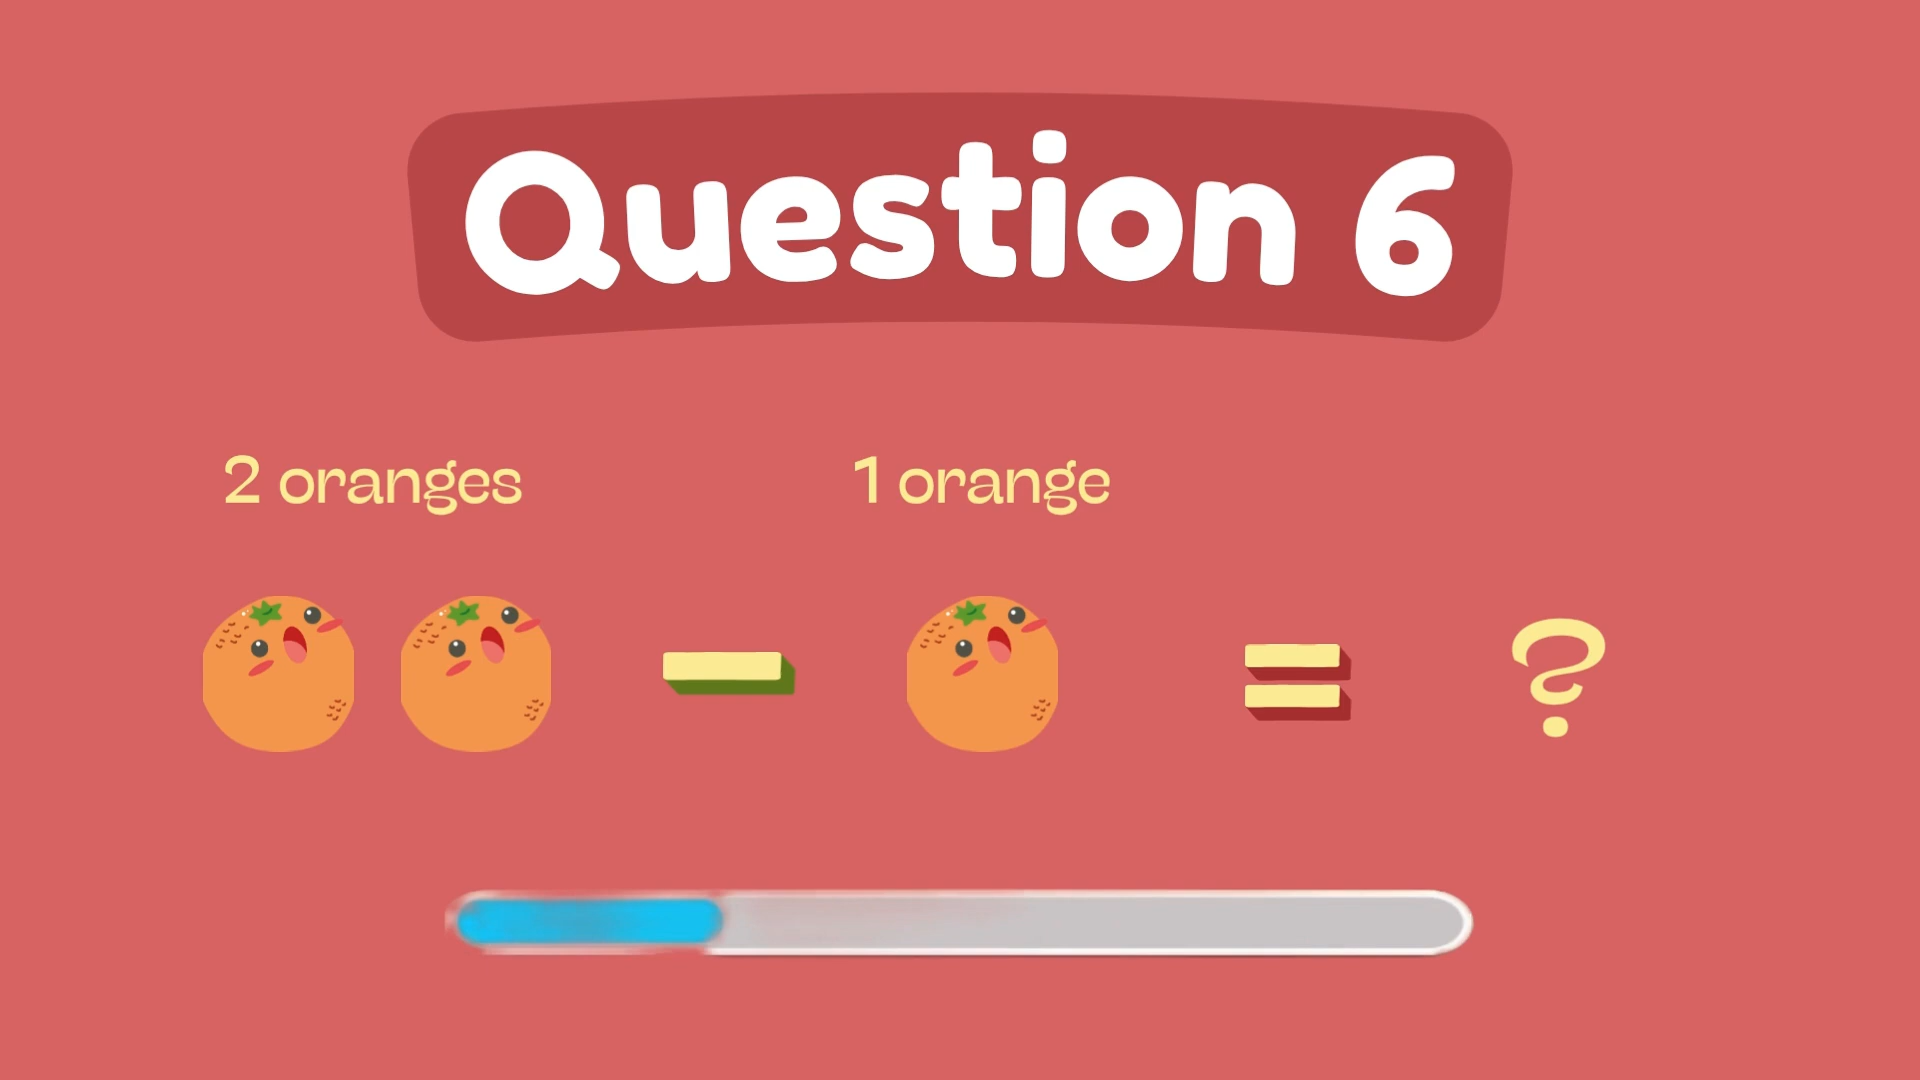 Question 6
2 oranges
1 orange
- = ?